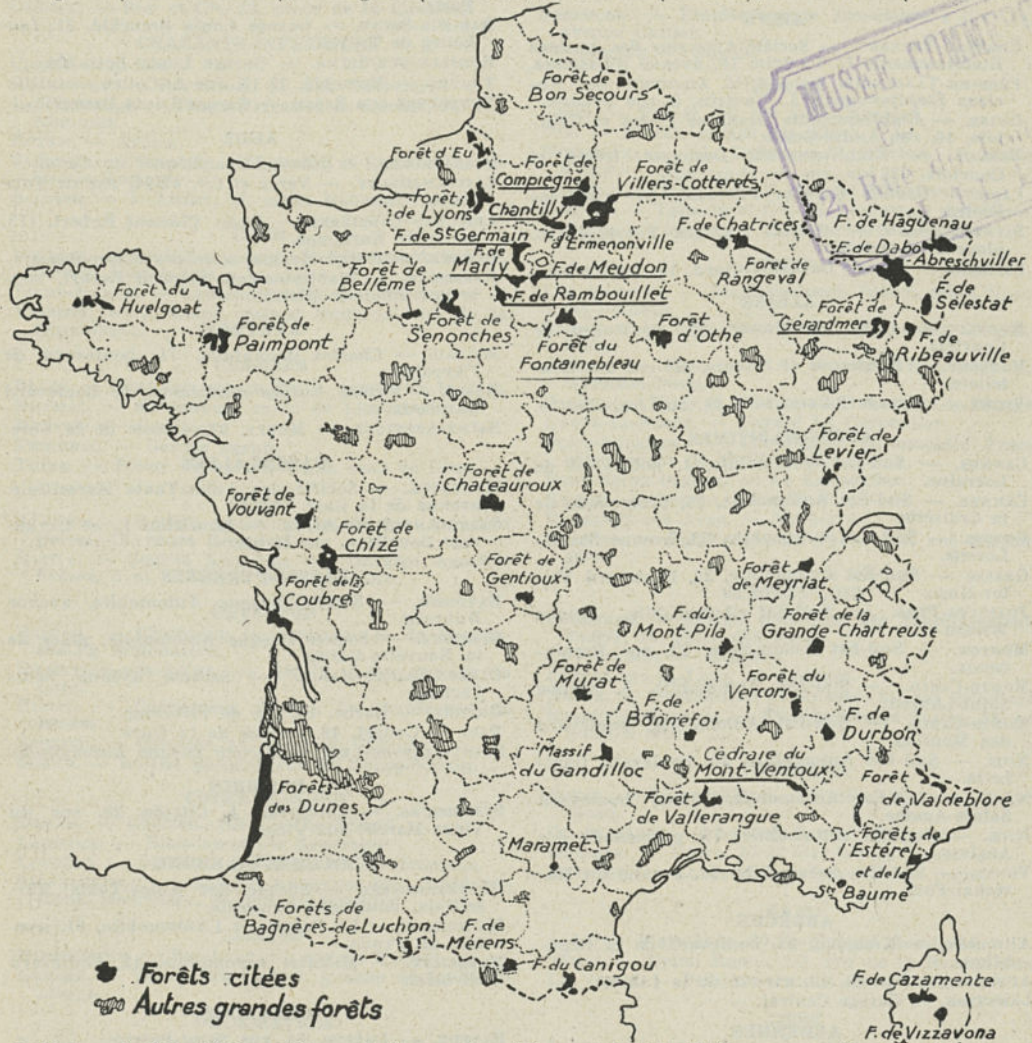 MUSÉE COMMER
2, Rue
Forêt de
Bon Secours
Forêt d'Eu
Forêt de
Compiègne
Forêt de
Villers-Cotterets
Forêts
de Lyons
Chantilly
F. de St Germain
F. d'Ermenonville
F. de Chatrices
F. de Haguenau
F. de Dabo
Abreschviller
F. de
Marly
F. de Meudon
Forêt de
Rangeval
F. de
Sélestat
Forêt du
Huelgoat
Forêt de
Bellême
F. de Rambouillet
Forêt de
Gérardmer
Forêt de
Paimpont
Forêt de
Senonches
Forêt du
Fontainebleau
Forêt
d'Othe
F. de
Ribeauville
Forêt de
Levier
Forêt de
Vouvant
Forêt de
Chateauroux
Forêt de
Chizé
Forêt de la
Coubre
Forêt de
Gentioux
Forêt
de Meyriat
F. du
Mont-Pila
Forêt de la
Grande-Chartreuse
Forêt de
Murat
Forêt du
Vercors
F. de
Bonnefoi
F. de
Durbon
Massif
du Gandilloc
Cédraie du
Mont-Ventoux
Forêts
des Dunes
Forêt
de Vallerangue
Forêt
de Valdeblore
Maramet
Forêts de
l'Estérel
et de la
Ste
Baume
Forêts de
Bagnères-de-Luchon
F. de
Mérens
F. du Canigou
F. de Cazamente
F. de Vizzavona
Forêts citées
Autres grandes forêts